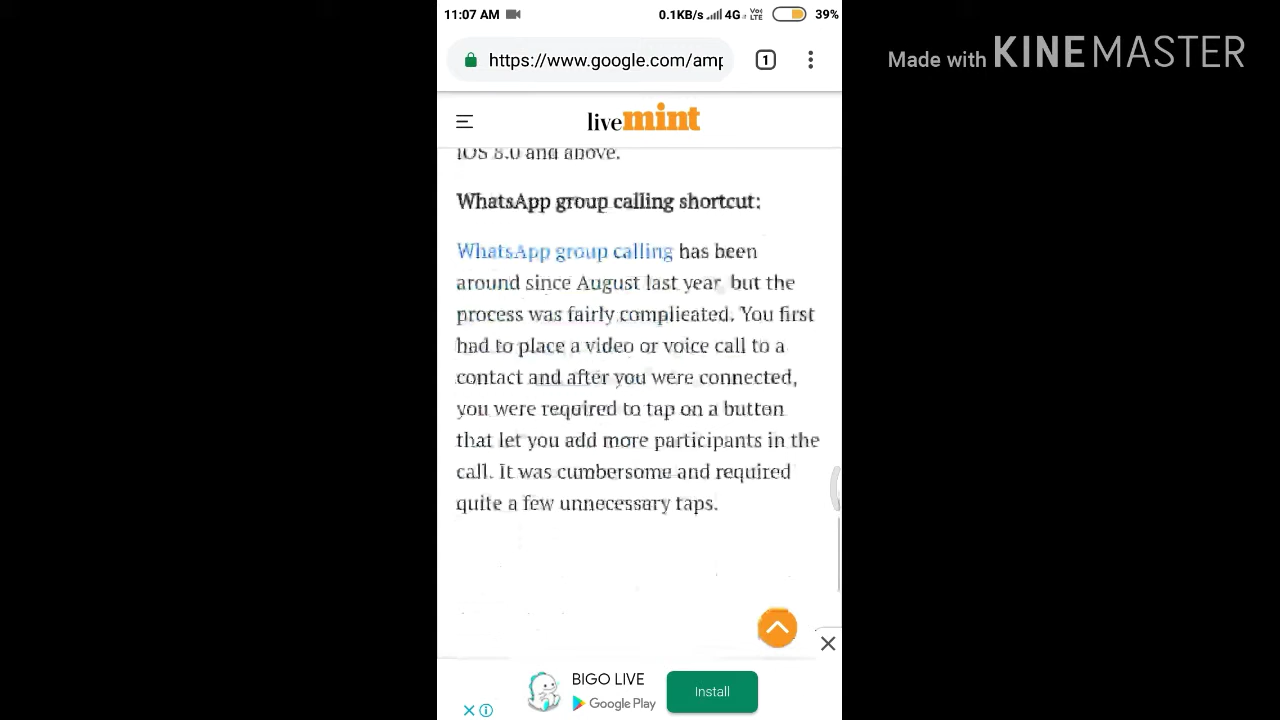 11:07 AM 0.1KB/s 4G Vo LTE 39%
Made with KINEMASTER
https://www.google.com/amp 1
livemint
iOS 8.0 and above.
WhatsApp group calling shortcut:
WhatsApp group calling has been
around since August last year, but the
process was fairly complicated. You first
had to place a video or voice call to a
contact and after you were connected,
you were required to tap on a button
that let you add more participants in the
call. It was cumbersome and required
quite a few unnecessary taps.
BIGO LIVE
Google Play
Install